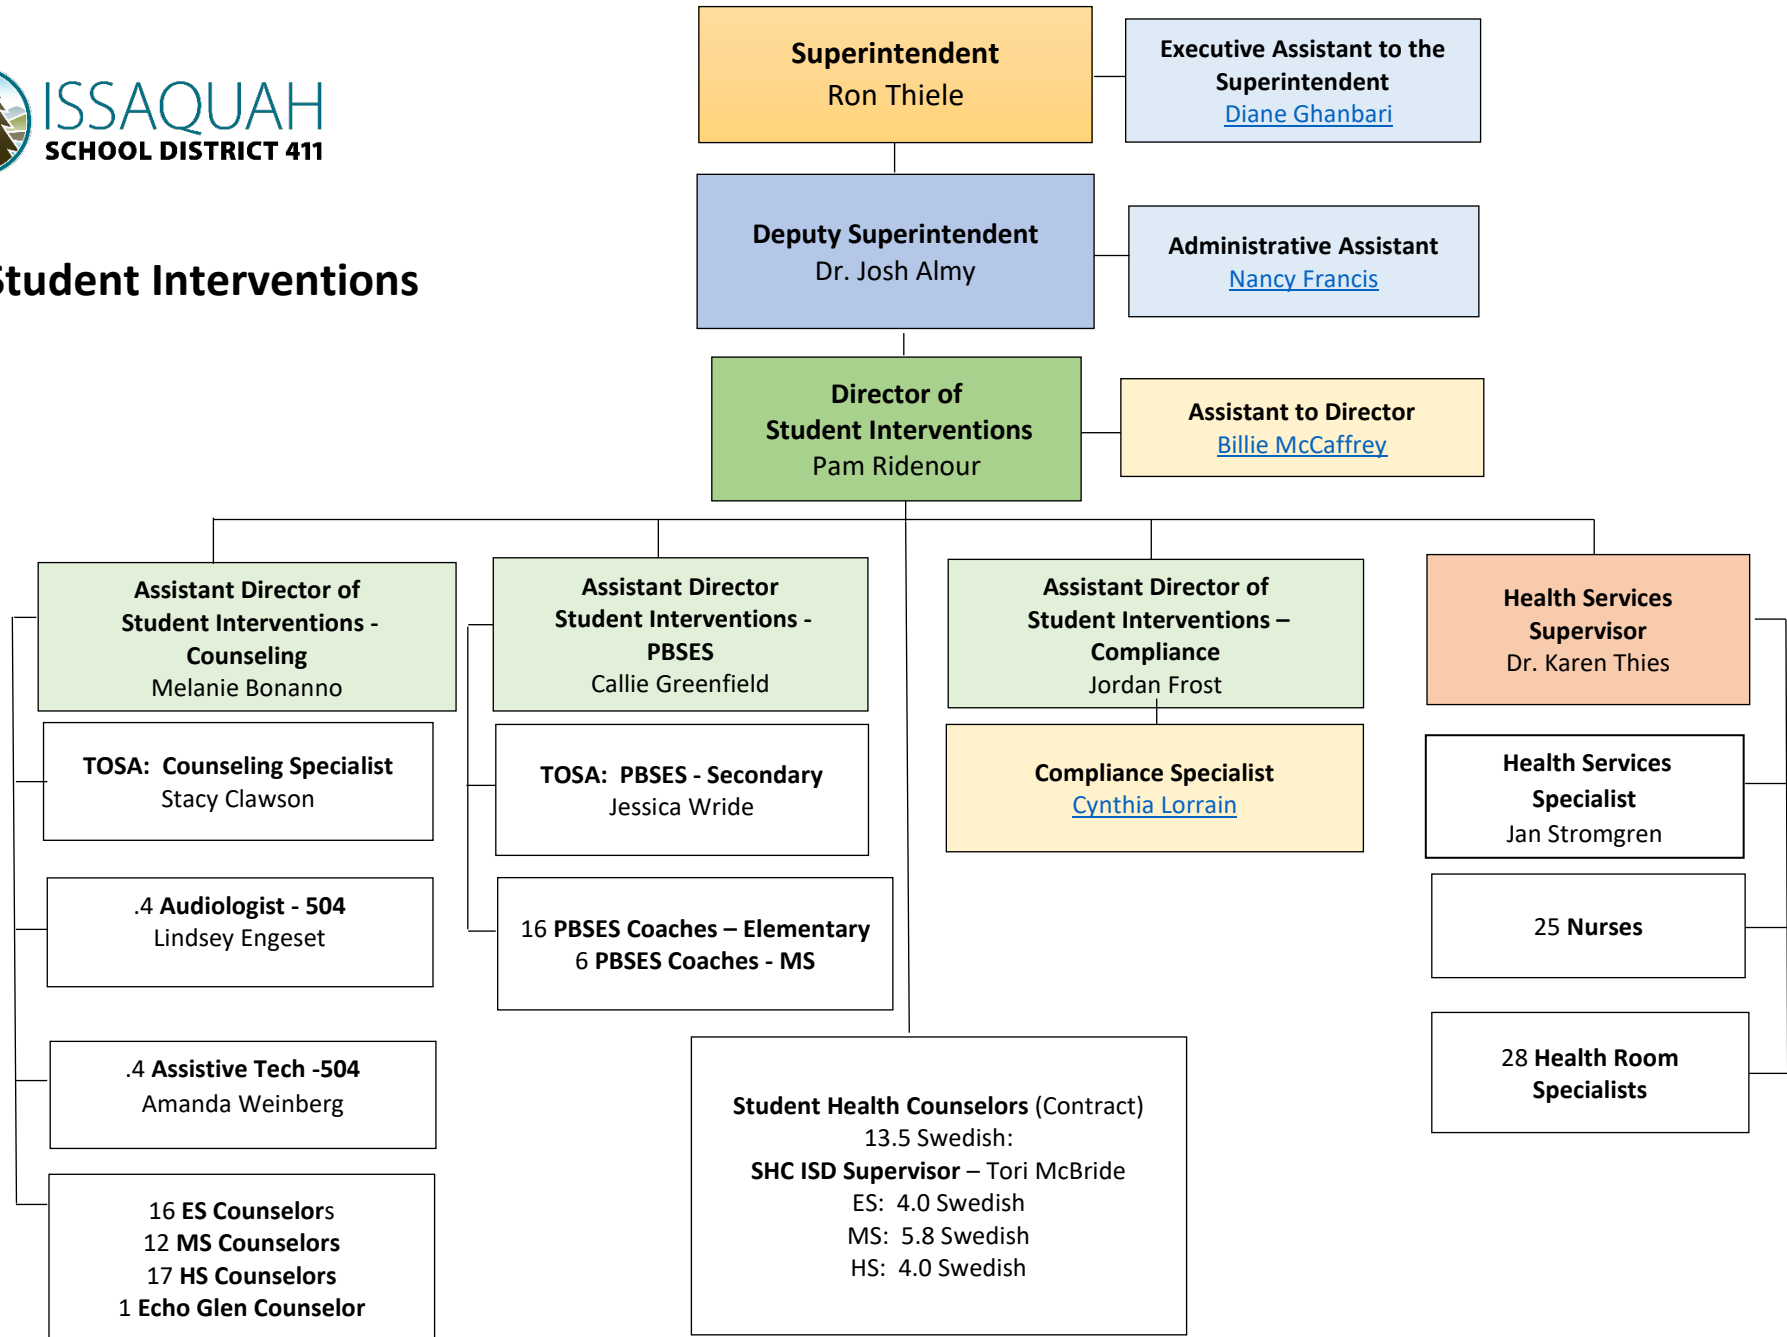 ISSAQUAH
SCHOOL DISTRICT 411
Student Interventions
Superintendent
Ron Thiele
Executive Assistant to the
Superintendent
Diane Ghanbari
Deputy Superintendent
Dr. Josh Almy
Administrative Assistant
Nancy Francis
Director of
Student Interventions
Pam Ridenour
Assistant to Director
Billie McCaffrey
Assistant Director of
Student Interventions -
Counseling
Melanie Bonanno
TOSA: Counseling Specialist
Stacy Clawson
.4 Audiologist - 504
Lindsey Engeset
.4 Assistive Tech -504
Amanda Weinberg
16 ES Counselors
12 MS Counselors
17 HS Counselors
1 Echo Glen Counselor
Assistant Director
Student Interventions -
PBSES
Callie Greenfield
TOSA: PBSES - Secondary
Jessica Wride
16 PBSES Coaches – Elementary
6 PBSES Coaches - MS
Student Health Counselors (Contract)
13.5 Swedish:
SHC ISD Supervisor – Tori McBride
ES: 4.0 Swedish
MS: 5.8 Swedish
HS: 4.0 Swedish
Assistant Director of
Student Interventions –
Compliance
Jordan Frost
Compliance Specialist
Cynthia Lorrain
Health Services
Supervisor
Dr. Karen Thies
Health Services
Specialist
Jan Stromgren
25 Nurses
28 Health Room
Specialists